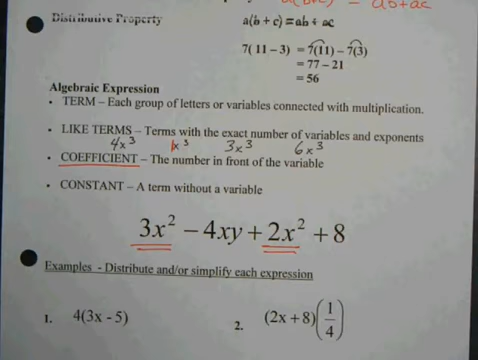 a(b+c) = ab+ac
Distributive Property
a(b + c) = ab + ac
7( 11 – 3) = 7(11) – 7(3)
= 77 – 21
= 56
Algebraic Expression
• TERM – Each group of letters or variables connected with multiplication.
• LIKE TERMS – Terms with the exact number of variables and exponents
4x³ 1x³ 3x³ 6x³
• COEFFICIENT – The number in front of the variable
• CONSTANT – A term without a variable
3x² – 4xy + 2x² + 8
Examples - Distribute and/or simplify each expression
1. 4(3x - 5) 2. (2x + 8)(1/4)